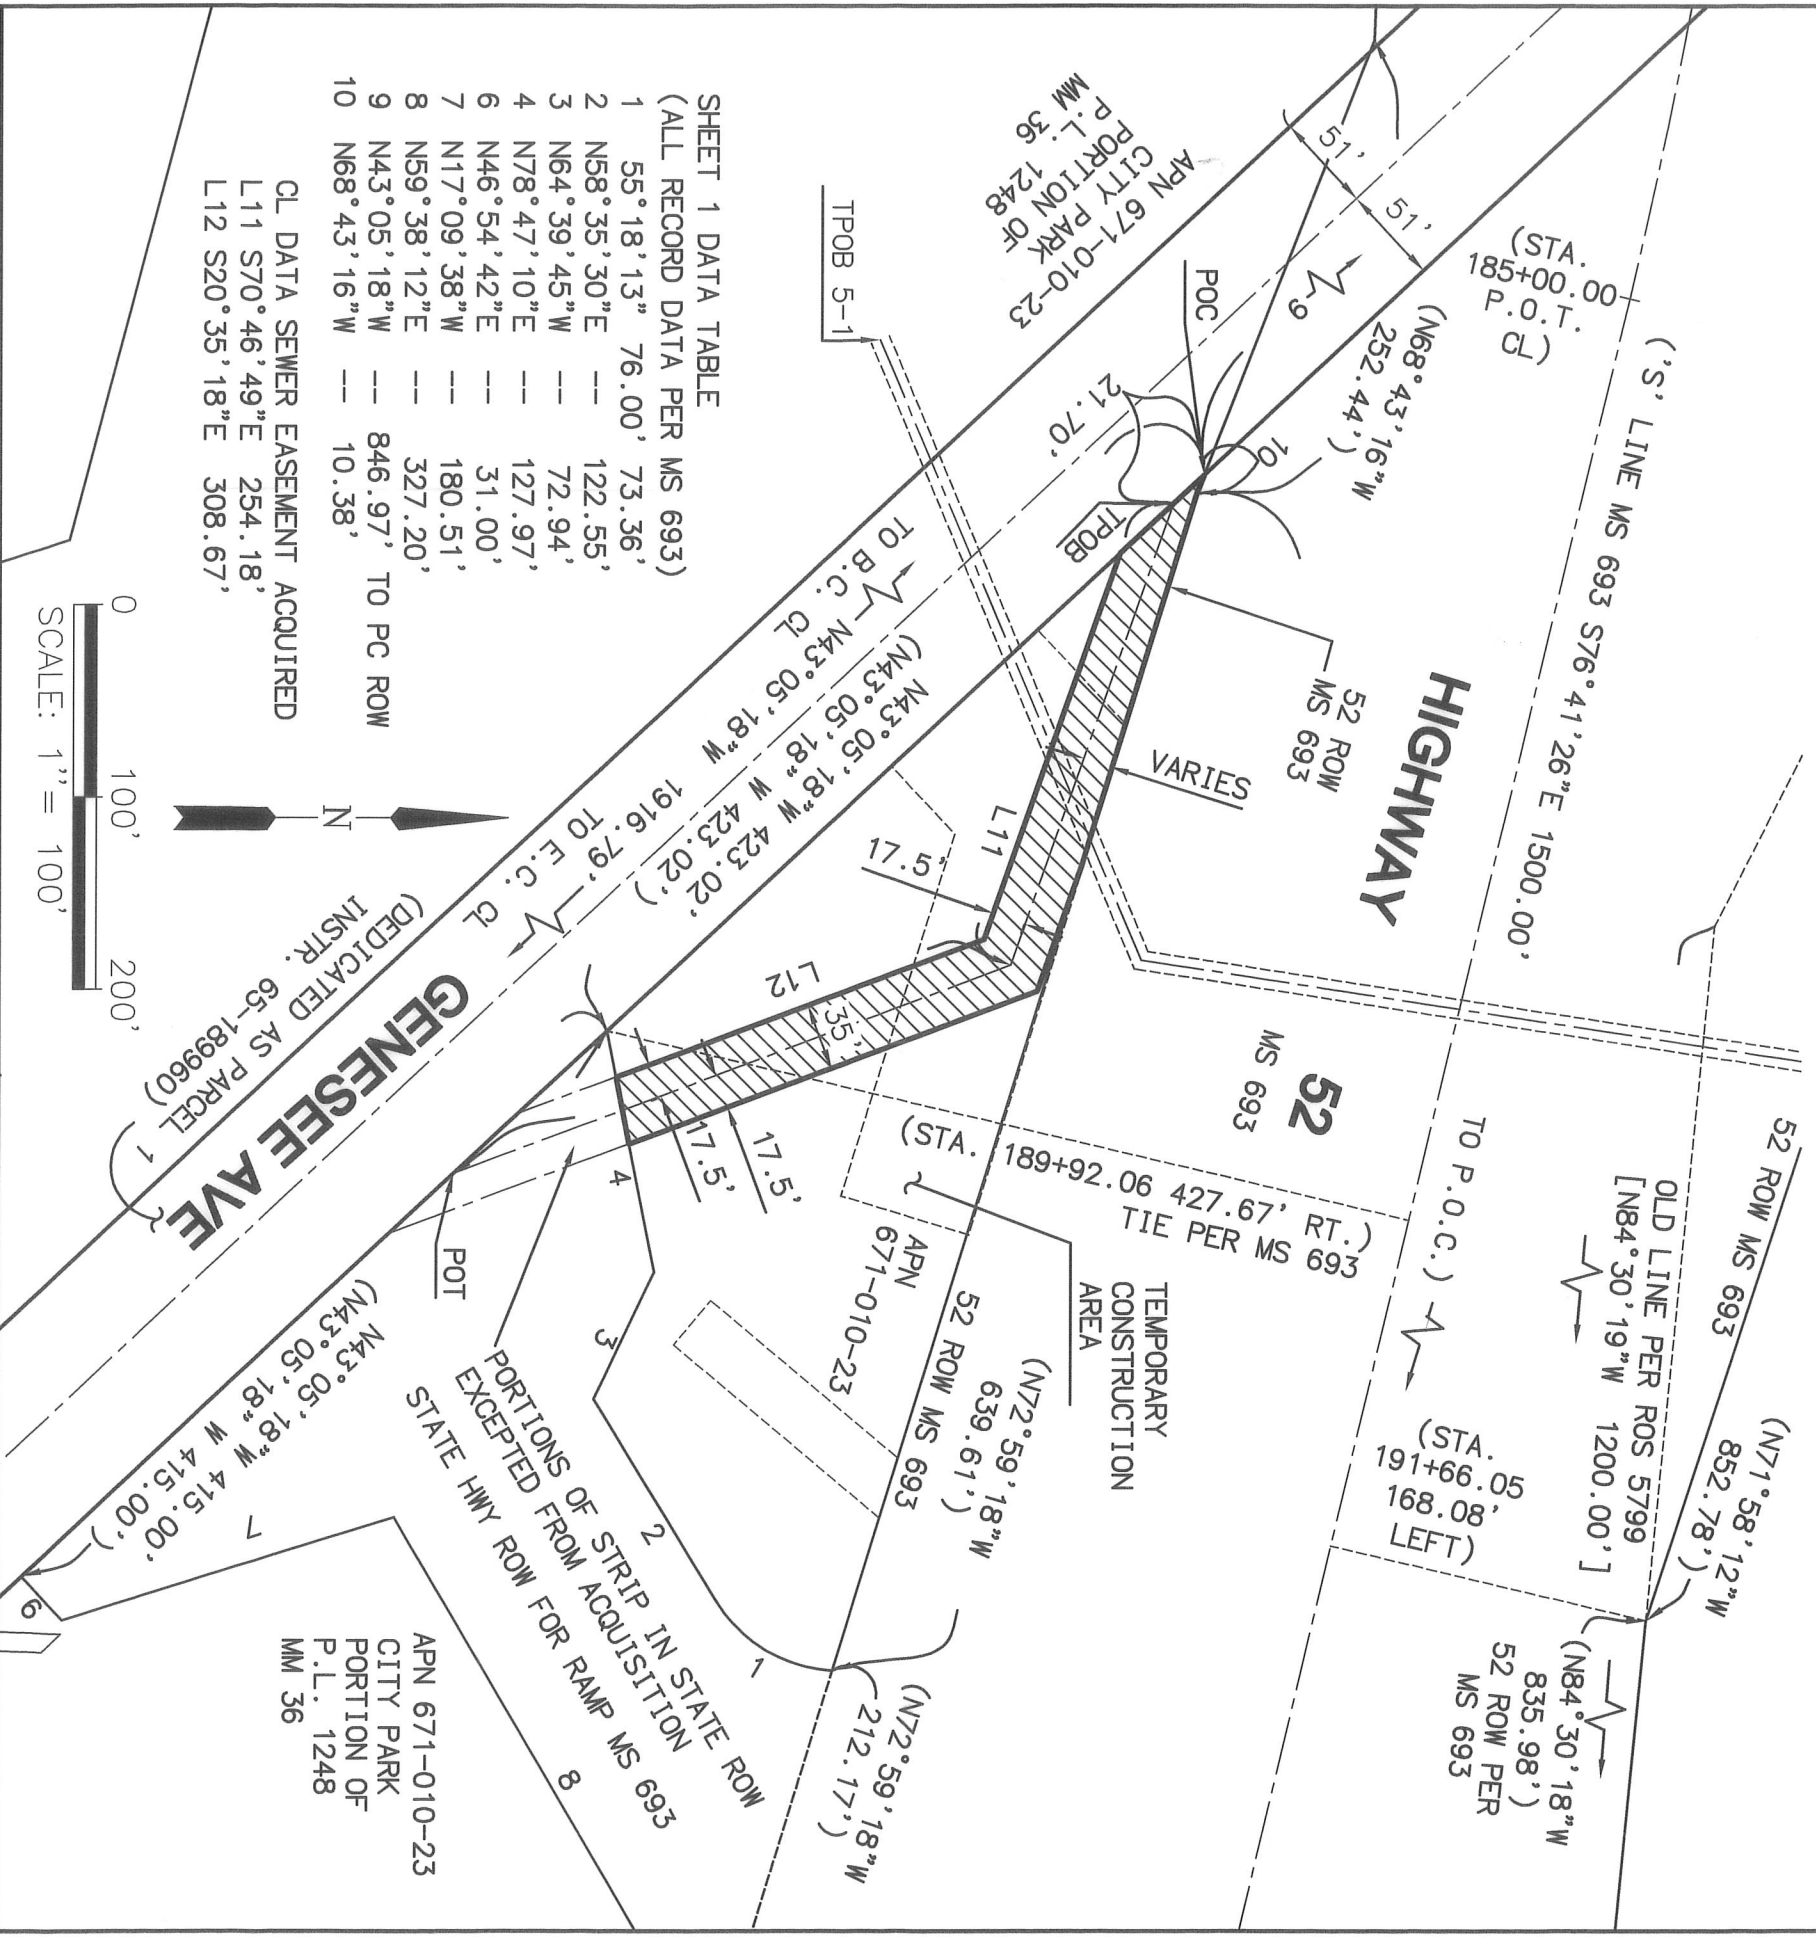 52 ROW MS 693
(N71°58'12"W
852.78')
OLD LINE PER ROS 5799
[N84°30'19"W 1200.00']
(N84°30'18"W
835.98')
52 ROW PER
MS 693
('S' LINE MS 693 S76°41'26"E 1500.00'
TO P.O.C.)
(STA.
185+00.00
P.O.T.
CL)
(STA.
191+66.05
168.08'
LEFT)
HIGHWAY
52
MS 693
(N68°43'16"W
252.44')
51'
51'
9
POC
10
21.70'
TPOB
52 ROW
MS 693
VARIES
APN 671-010-23
CITY PARK
PORTION OF
P.L. 1248
MM 36
TPOB 5-1
L11
17.5'
L12
35'
17.5'
17.5'
(STA. 189+92.06 427.67' RT.)
TIE PER MS 693
TEMPORARY
CONSTRUCTION
AREA
APN
671-010-23
(N72°59'18"W
639.61')
52 ROW MS 693
(N72°59'18"W
212.17')
TO B.C. CL
N43°05'18"W
1916.79'
TO E.C. CL
N43°05'18"W 423.02'
(N43°05'18" W 423.02')
GENESEE AVE
(DEDICATED AS PARCEL 1
INSTR. 65-189960)
POT
N43°05'18"W 415.00'
(N43°05'18" W 415.00')
4
3
2
1
PORTIONS OF STRIP IN STATE ROW
EXCEPTED FROM ACQUISITION
STATE HWY ROW FOR RAMP MS 693
7
6
8
APN 671-010-23
CITY PARK
PORTION OF
P.L. 1248
MM 36
SHEET 1 DATA TABLE
(ALL RECORD DATA PER MS 693)
1 55°18'13" 76.00' 73.36'
2 N58°35'30"E -- 122.55'
3 N64°39'45"W -- 72.94'
4 N78°47'10"E -- 127.97'
6 N46°54'42"E -- 31.00'
7 N17°09'38"W -- 180.51'
8 N59°38'12"E -- 327.20'
9 N43°05'18"W -- 846.97' TO PC ROW
10 N68°43'16"W -- 10.38'
CL DATA SEWER EASEMENT ACQUIRED
L11 S70°46'49"E 254.18'
L12 S20°35'18"E 308.67'
N
0 100' 200'
SCALE: 1"= 100'